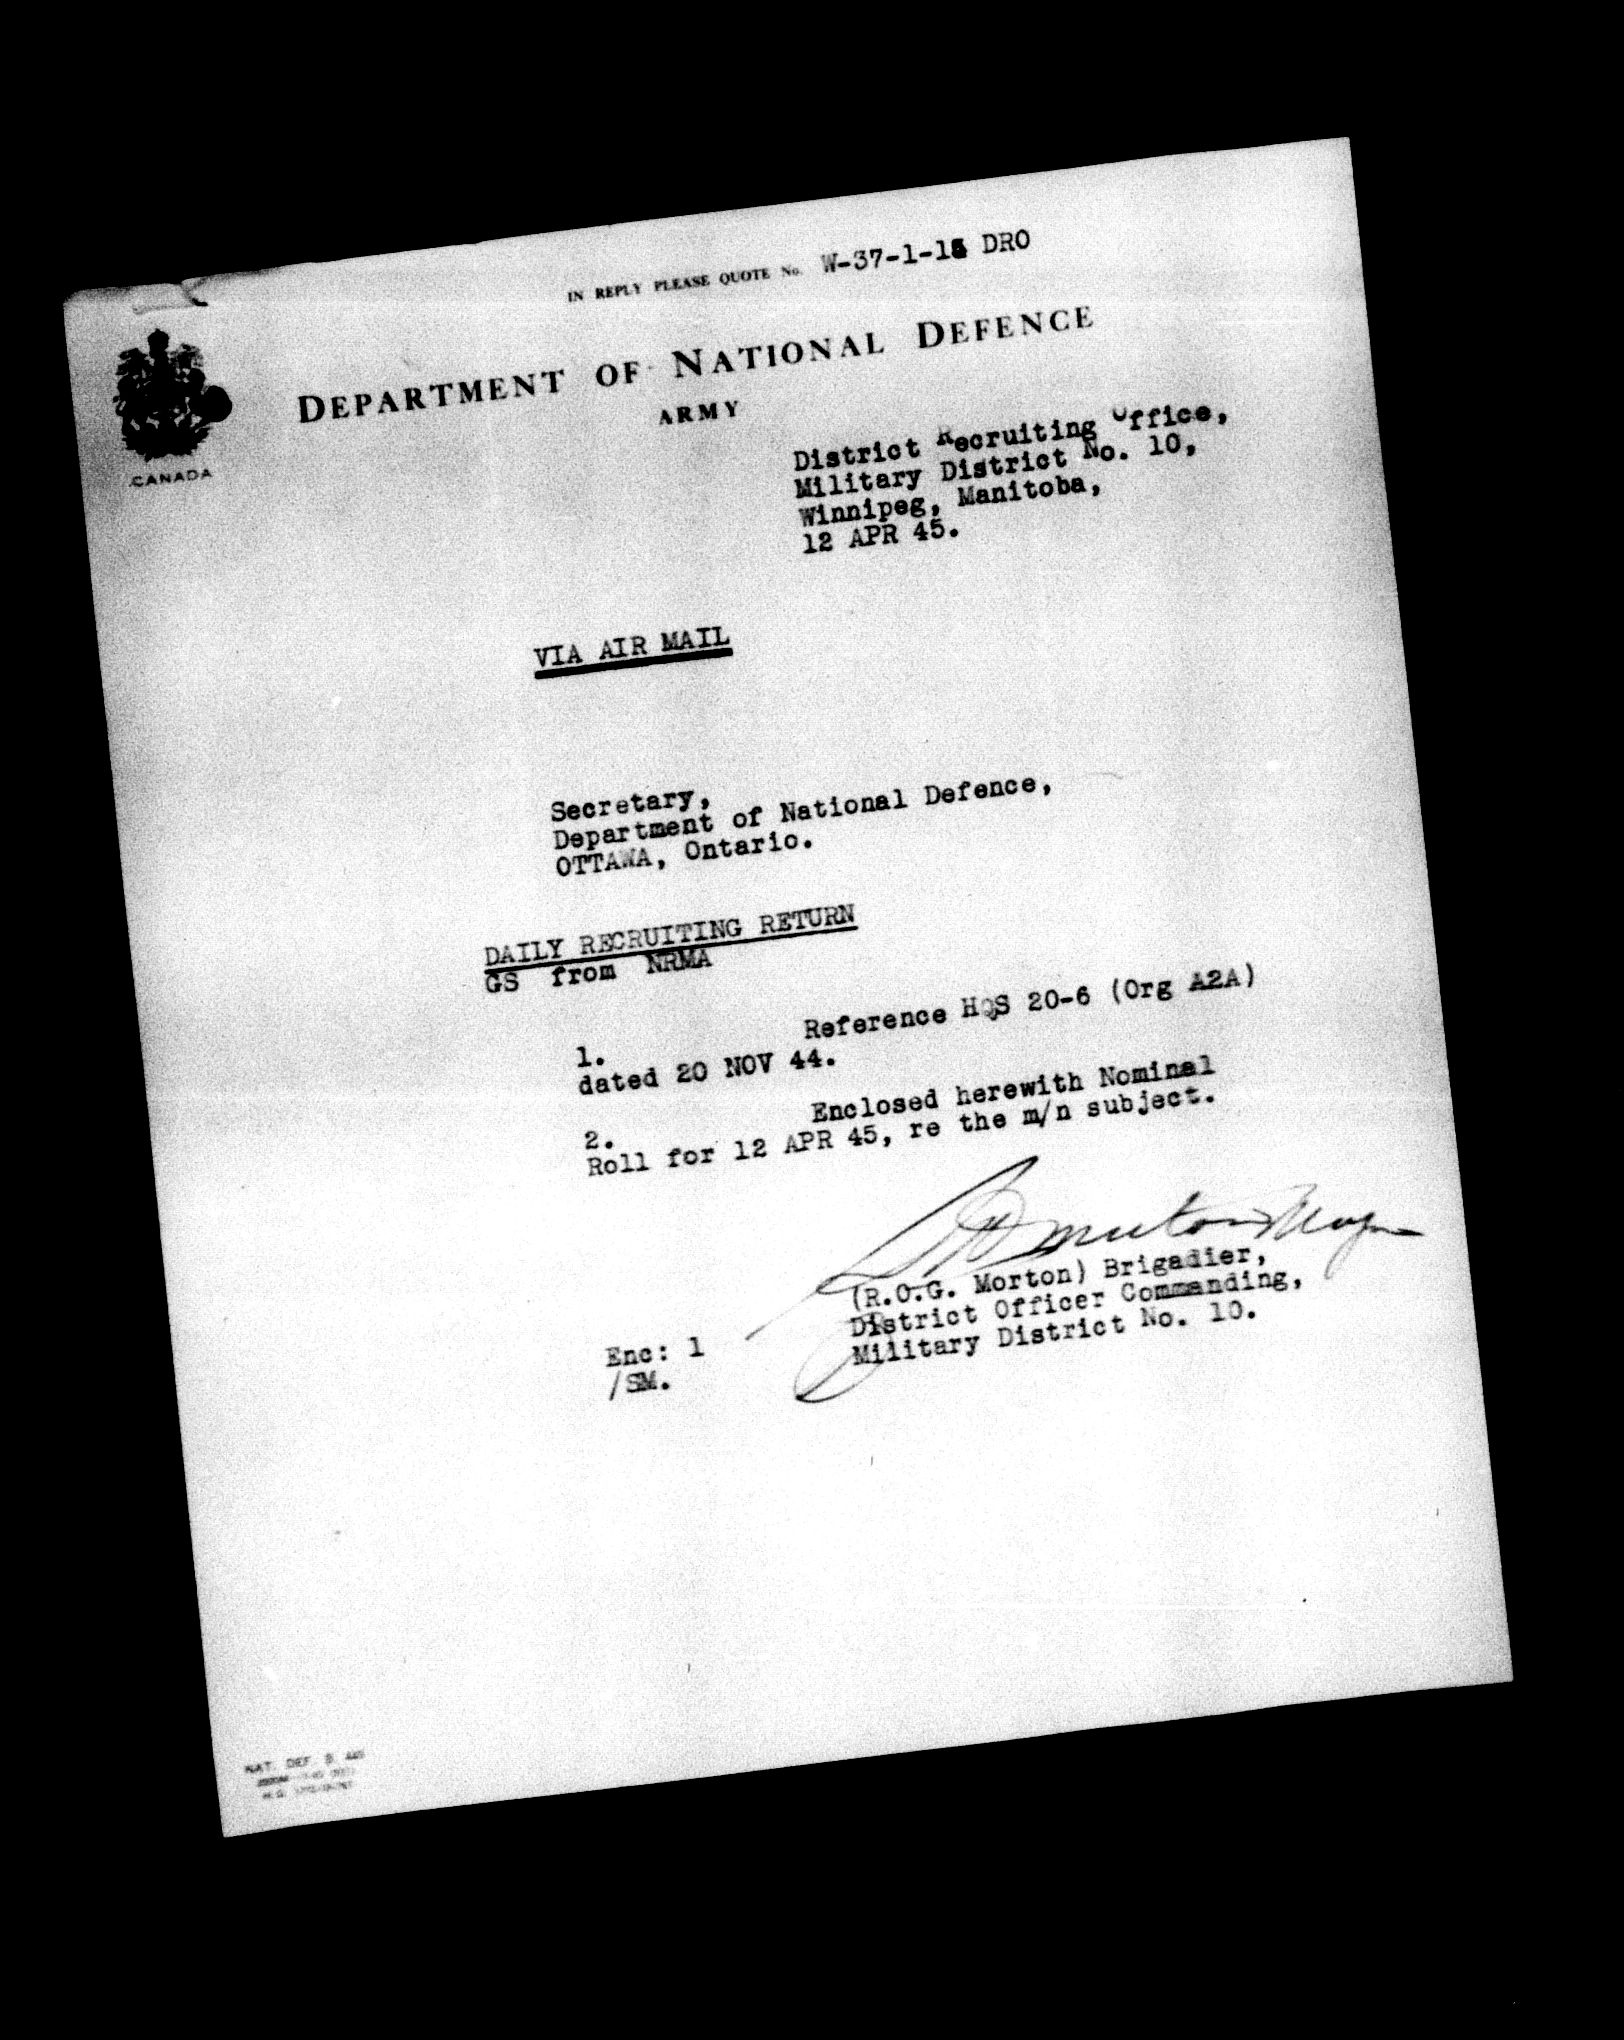 IN REPLY PLEASE QUOTE No. W-37-1-1 DRO
DEPARTMENT OF NATIONAL DEFENCE
ARMY
CANADA
District Recruiting Office,
Military District No. 10,
Winnipeg, Manitoba,
12 APR 45.
VIA AIR MAIL
Secretary,
Department of National Defence,
OTTAWA, Ontario.
DAILY RECRUITING RETURN
GS from NRMA
1. Reference HQS 20-6 (Org A2A)
dated 20 NOV 44.
2. Enclosed herewith Nominal
Roll for 12 APR 45, re the m/n subject.
(R.O.G. Morton) Brigadier,
District Officer Commanding,
Military District No. 10.
Enc: 1
/SM.
NAT. DEF. B.